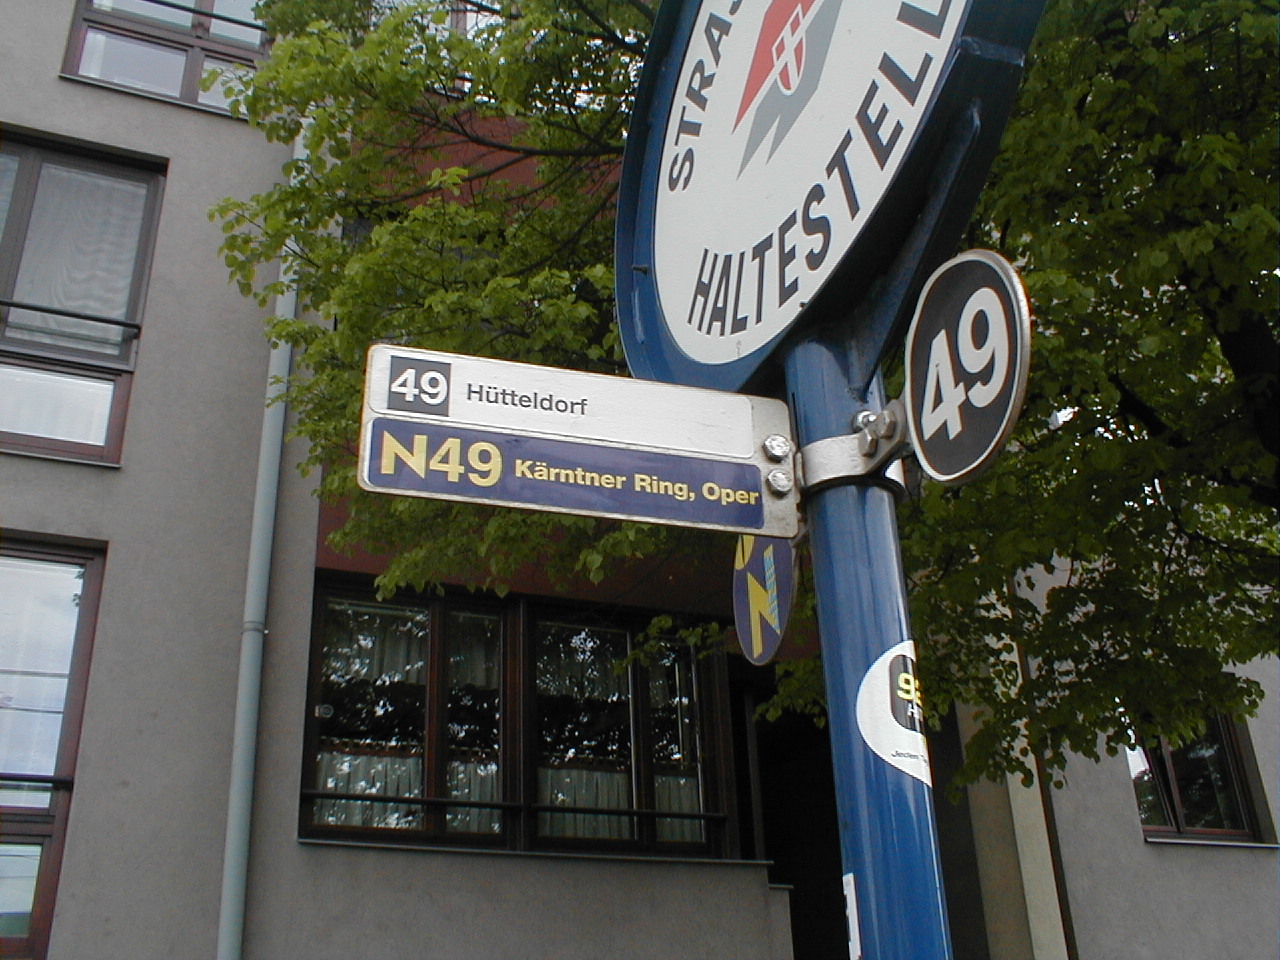 HALTESTELLE
49 Hütteldorf
N49 Kärntner Ring, Oper
49
N